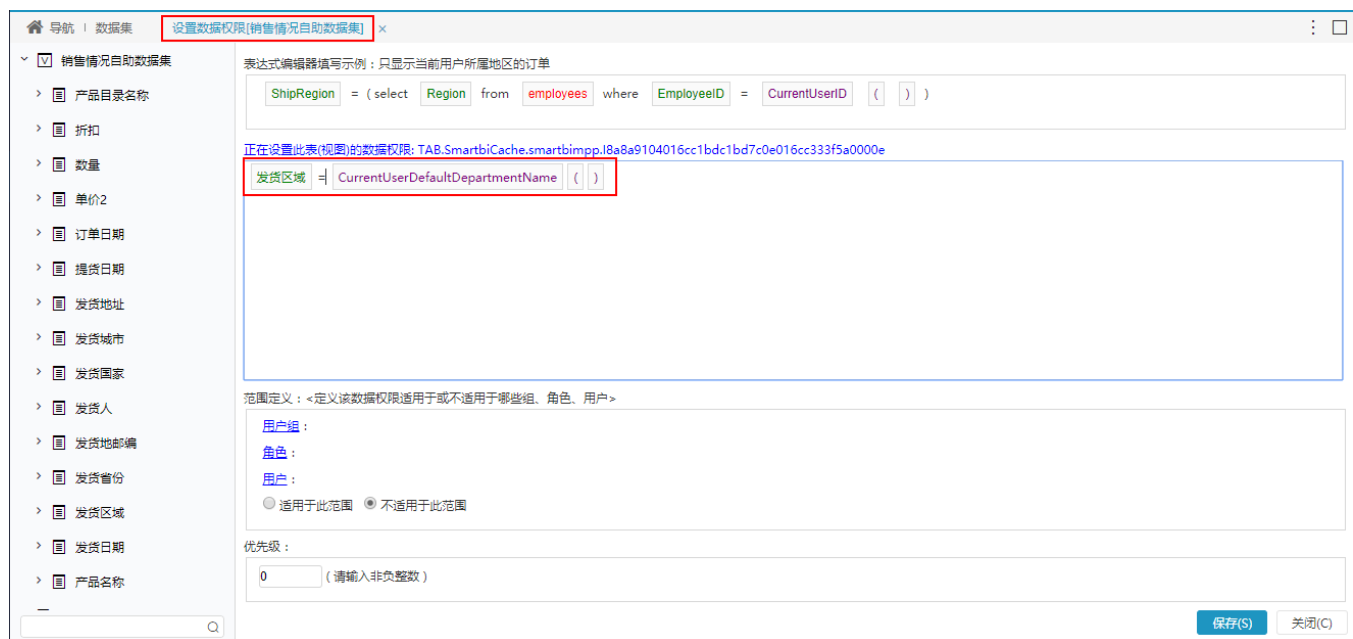 导航 | 数据集 设置数据权限[销售情况自助数据集] ×
销售情况自助数据集
产品目录名称
折扣
数量
单价2
订单日期
提货日期
发货地址
发货城市
发货国家
发货人
发货地邮编
发货省份
发货区域
发货日期
产品名称
表达式编辑器填写示例：只显示当前用户所属地区的订单
ShipRegion = ( select Region from employees where EmployeeID = CurrentUserID ( ) )
正在设置此表(视图)的数据权限: TAB.SmartbiCache.smartbimpp.I8a8a9104016cc1bdc1bd7c0e016cc333f5a0000e
发货区域 = CurrentUserDefaultDepartmentName ( )
范围定义：<定义该数据权限适用于或不适用于哪些组、角色、用户>
用户组：
角色：
用户：
适用于此范围 不适用于此范围
优先级：
0 ( 请输入非负整数 )
保存(S) 关闭(C)